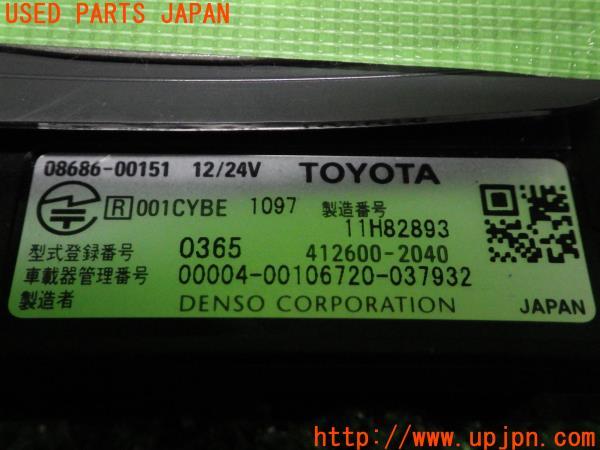 USED PARTS JAPAN
08686-00151 12/24V TOYOTA
R 001CYBE 1097 製造番号
11H82893
型式登録番号 0365 412600-2040
車載器管理番号 00004-00106720-037932
製造者 DENSO CORPORATION JAPAN
http://www.upjpn.com